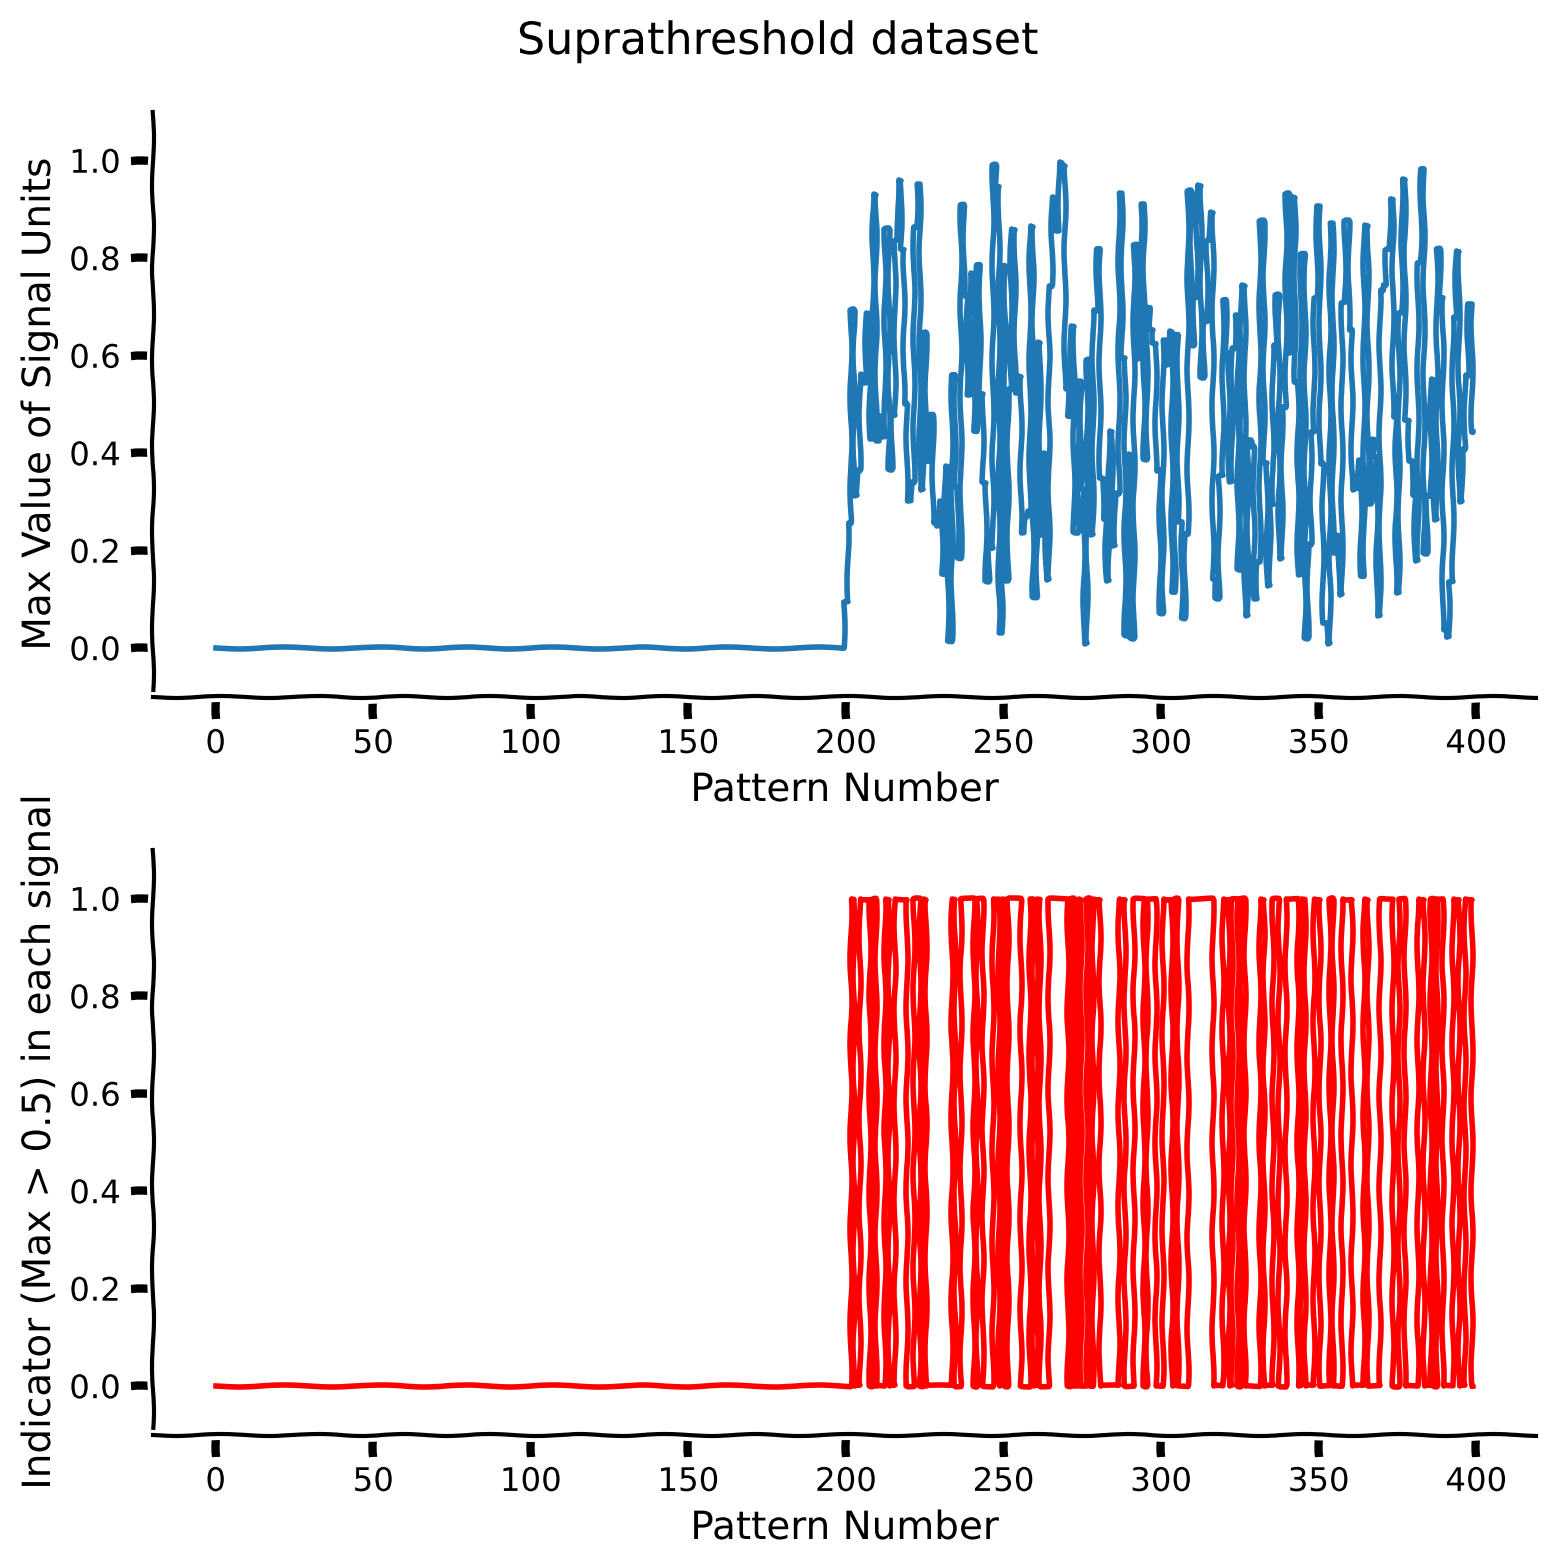 Suprathreshold dataset
Max Value of Signal Units
1.0
0.8
0.6
0.4
0.2
0.0
0 50 100 150 200 250 300 350 400
Pattern Number
Indicator (Max > 0.5) in each signal
1.0
0.8
0.6
0.4
0.2
0.0
0 50 100 150 200 250 300 350 400
Pattern Number